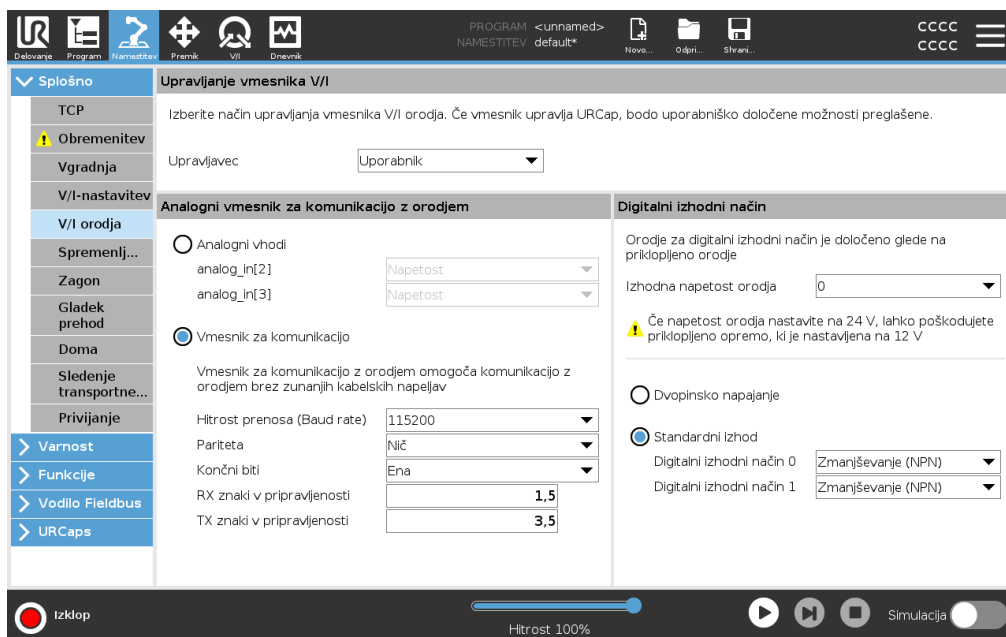 UR
PROGRAM <unnamed>
NAMESTITEV default*
CCCC
CCCC
Delovanje Program Namestitev Premik V/I Dnevnik Novo... Odpri... Shrani...
Splošno
TCP
Obremenitev
Vgradnja
V/I-nastavitev
V/I orodja
Spremenlj...
Zagon
Gladek
prehod
Doma
Sledenje
transportne...
Privijanje
Varnost
Funkcije
Vodilo Fieldbus
URCaps
Upravljanje vmesnika V/I
Izberite način upravljanja vmesnika V/I orodja. Če vmesnik upravlja URCap, bodo uporabniško določene možnosti preglašene.
Upravljavec Uporabnik
Analogni vmesnik za komunikacijo z orodjem
Analogni vhodi
analog_in[2] Napetost
analog_in[3] Napetost
Vmesnik za komunikacijo
Vmesnik za komunikacijo z orodjem omogoča komunikacijo z
orodjem brez zunanjih kabelskih napeljav
Hitrost prenosa (Baud rate) 115200
Pariteta Nič
Končni biti Ena
RX znaki v pripravljenosti 1,5
TX znaki v pripravljenosti 3,5
Digitalni izhodni način
Orodje za digitalni izhodni način je določeno glede na
priklopljeno orodje
Izhodna napetost orodja 0
Če napetost orodja nastavite na 24 V, lahko poškodujete
priklopljeno opremo, ki je nastavljena na 12 V
Dvopinsko napajanje
Standardni izhod
Digitalni izhodni način 0 Zmanjševanje (NPN)
Digitalni izhodni način 1 Zmanjševanje (NPN)
Izklop
Hitrost 100%
Simulacija